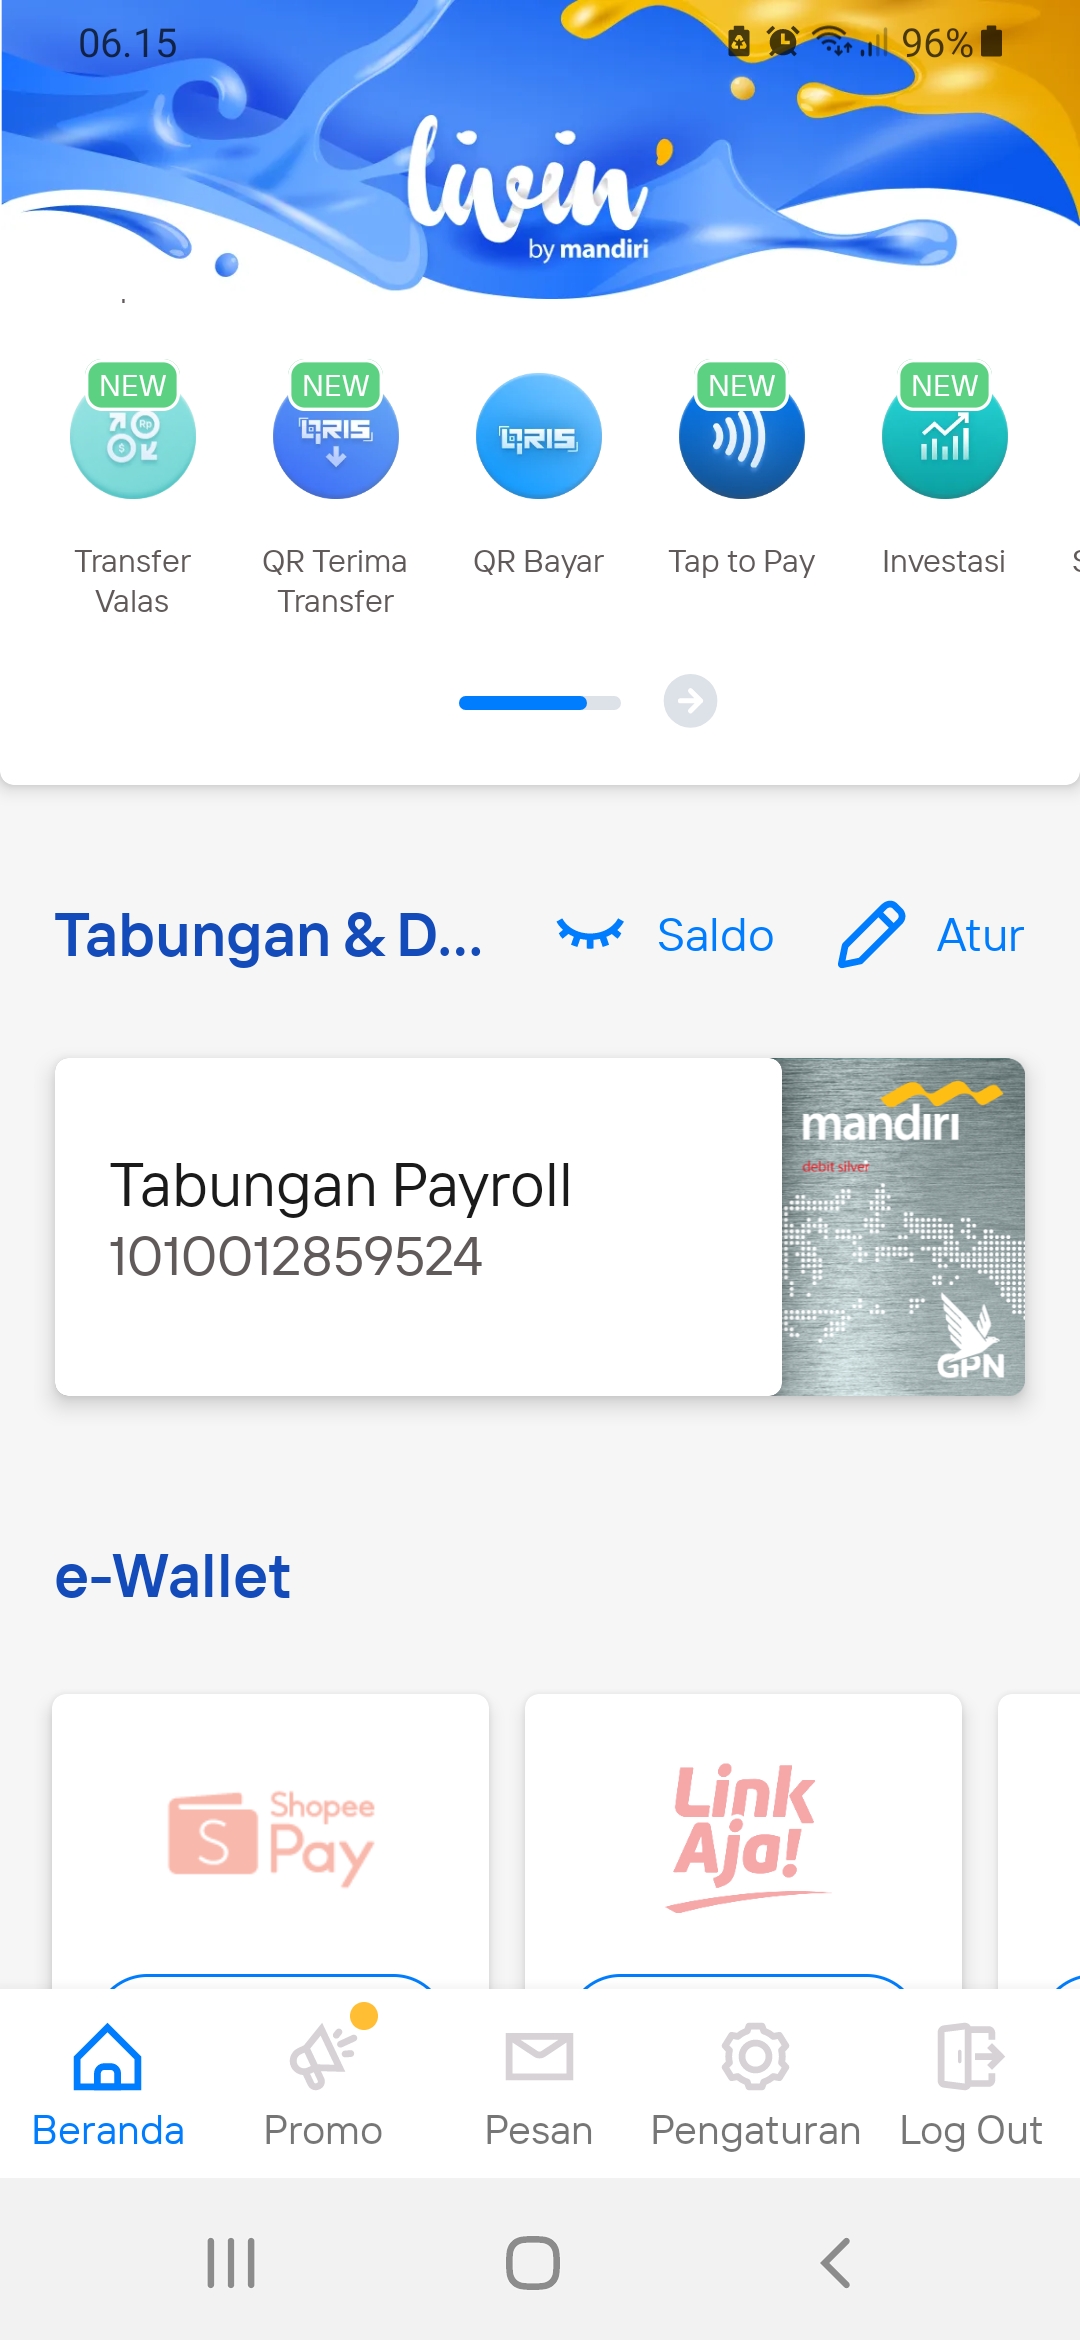 06.15
96%
livin'
by mandiri
NEW
NEW
NEW
NEW
Rp
$
QRIS
QRIS
Transfer Valas
QR Terima Transfer
QR Bayar
Tap to Pay
Investasi
Tabungan & D...
Saldo
Atur
Tabungan Payroll
1010012859524
mandiri
debit silver
GPN
e-Wallet
S
Shopee
Pay
Link
Aja!
Beranda
Promo
Pesan
Pengaturan
Log Out